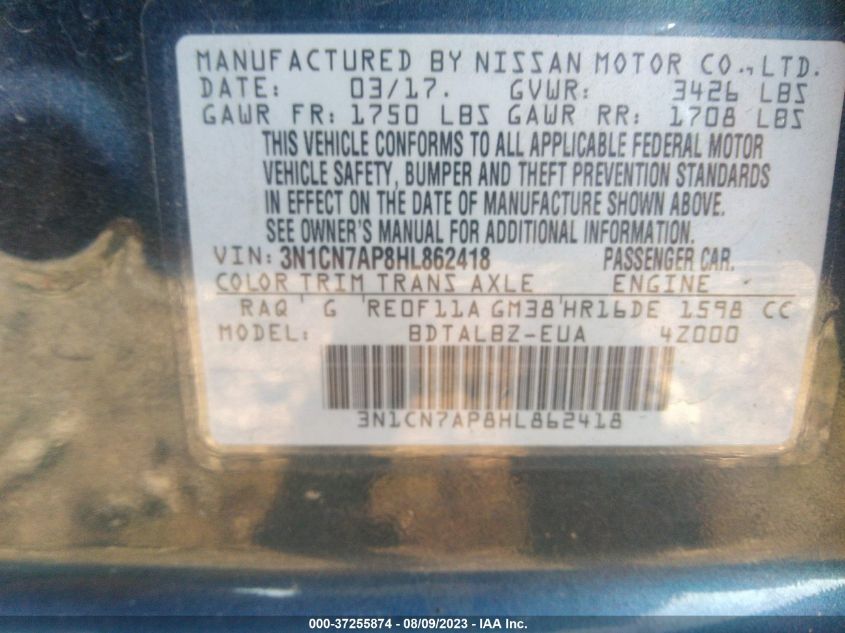 MANUFACTURED BY NISSAN MOTOR CO., LTD.
DATE: 03/17. GVWR: 3426 LBS
GAWR FR: 1750 LBS GAWR RR: 1708 LBS
THIS VEHICLE CONFORMS TO ALL APPLICABLE FEDERAL MOTOR
VEHICLE SAFETY, BUMPER AND THEFT PREVENTION STANDARDS
IN EFFECT ON THE DATE OF MANUFACTURE SHOWN ABOVE.
SEE OWNER'S MANUAL FOR ADDITIONAL INFORMATION.
VIN: 3N1CN7AP8HL862418 PASSENGER CAR.
COLOR TRIM TRANS AXLE ENGINE
RAQ G RE0F11A GM38 HR16DE 1598 CC
MODEL: BDTALBZ-EUA 4Z000
3N1CN7AP8HL862418
000-37255874 - 08/09/2023 - IAA Inc.